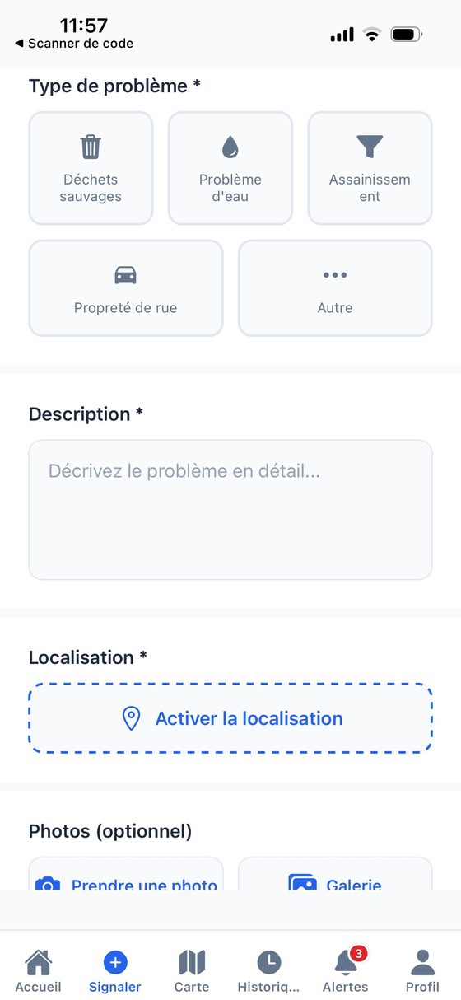 11:57
◀ Scanner de code
Type de problème *
Déchets
sauvages
Problème
d'eau
Assainissem
ent
Propreté de rue
Autre
Description *
Décrivez le problème en détail...
Localisation *
Activer la localisation
Photos (optionnel)
Prendre une photo
Galerie
3
Accueil
Signaler
Carte
Historiq...
Alertes
Profil